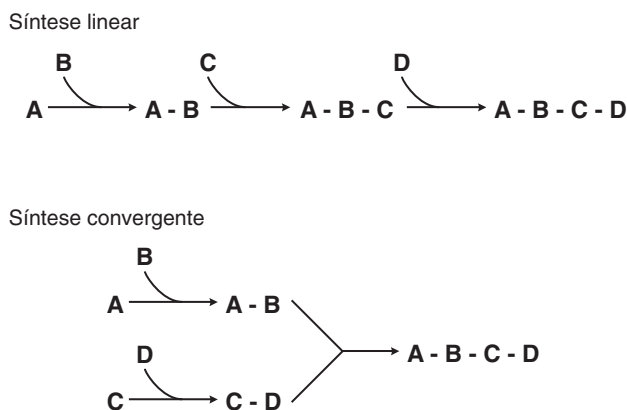 Síntese linear
B C D
A A - B A - B - C A - B - C - D
Síntese convergente
B
A A - B
A - B - C - D
D
C C - D